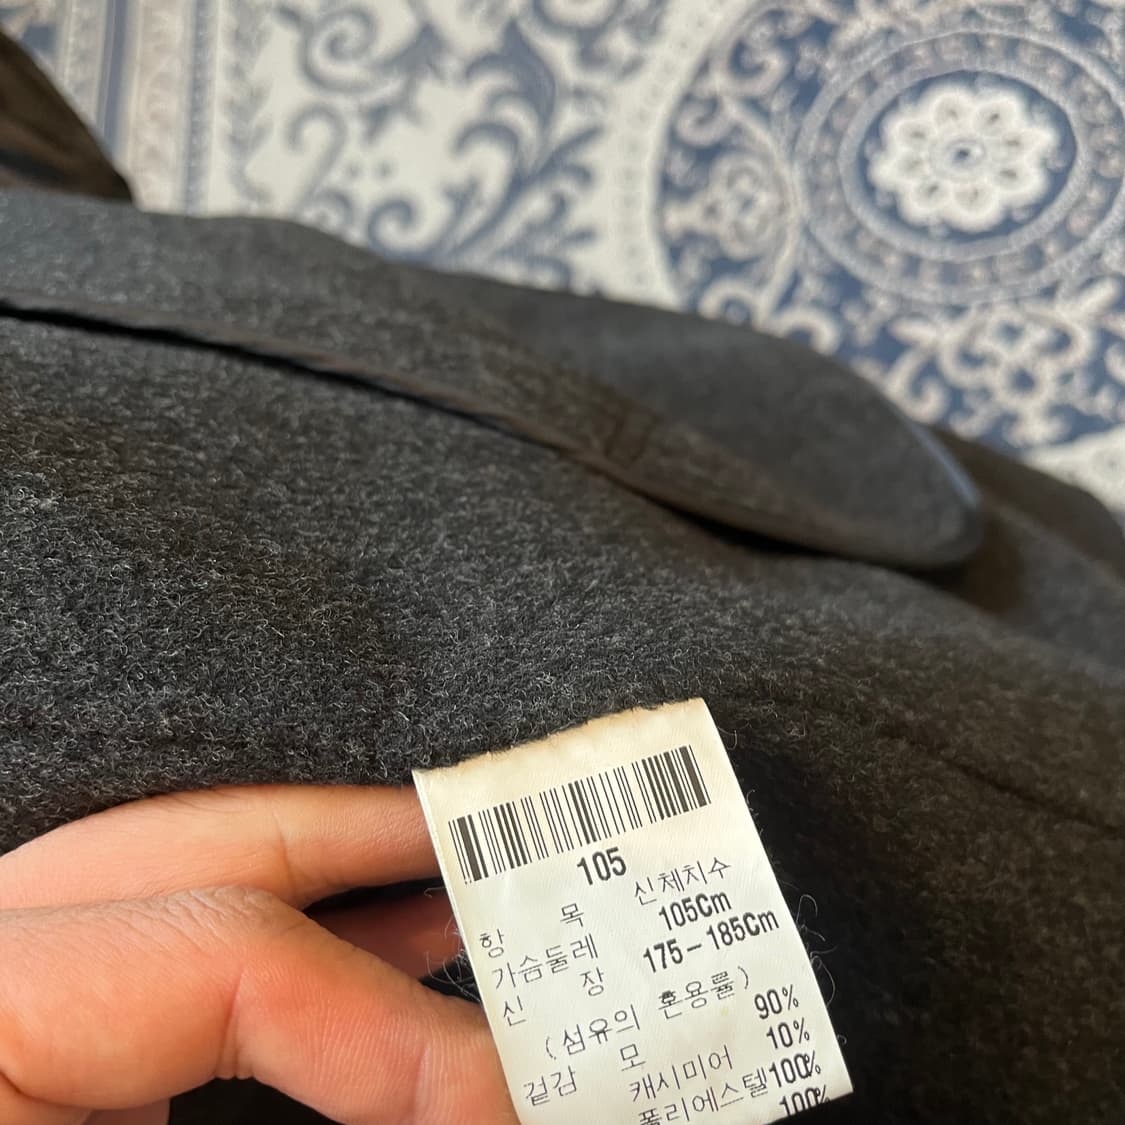 105
항 목 신체치수
가슴둘레 105Cm
신 장 175-185Cm
(섬유의 혼용률)
겉감 모 90%
캐시미어 10%
폴리에스텔 100%
100%